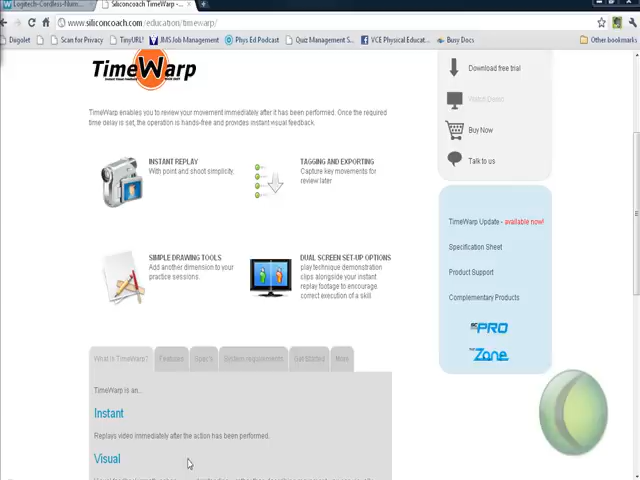 Logitech-Cordless-Num...
Siliconcoach TimeWarp -...
www.siliconcoach.com/education/timewarp/
Diigolet
Scan for Privacy
TinyURL!
JMS Job Management
Phys Ed Podcast
Quiz Management S...
VCE Physical Educat...
Busy Docs
Other bookmarks
TimeWarp
Download free trial
Watch Demo
Buy Now
Talk to us
TimeWarp enables you to review your movement immediately after it has been performed. Once the required
time delay is set, the operation is hands-free and provides instant visual feedback.
INSTANT REPLAY
With point and shoot simplicity,
TAGGING AND EXPORTING
Capture key movements for
review later
SIMPLE DRAWING TOOLS
Add another dimension to your
practice sessions.
DUAL SCREEN SET-UP OPTIONS
play technique demonstration
clips alongside your instant
replay footage to encourage
correct execution of a skill
TimeWarp Update - available now!
Specification Sheet
Product Support
Complementary Products
PRO
Zone
What is TimeWarp?
Features
Spec's
System requirements
Get Started
More
TimeWarp is an...
Instant
Replays video immediately after the action has been performed.
Visual